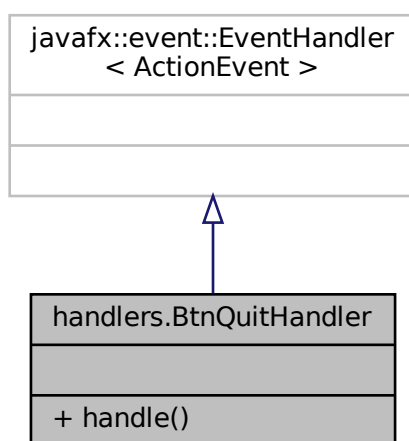 javafx::event::EventHandler
< ActionEvent >
handlers.BtnQuitHandler
+ handle()